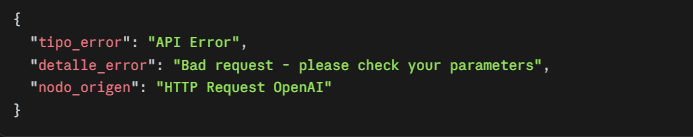 {
"tipo_error": "API Error",
"detalle_error": "Bad request - please check your parameters",
"nodo_origen": "HTTP Request OpenAI"
}